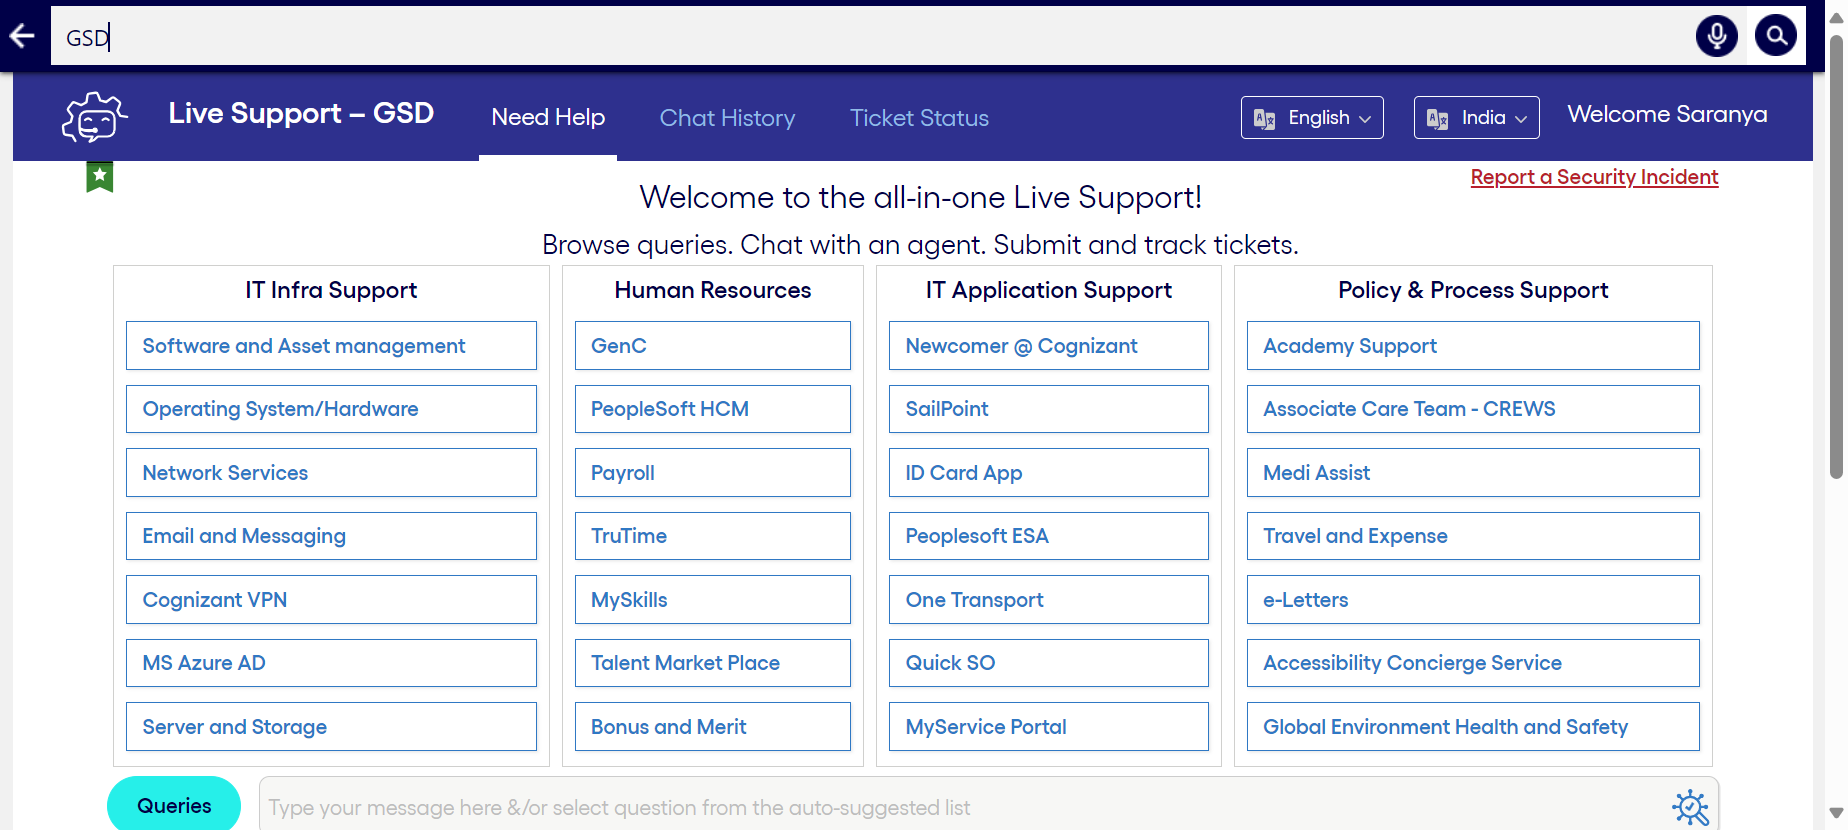 GSD
Live Support – GSD
Need Help
Chat History
Ticket Status
English
India
Welcome Saranya
Report a Security Incident
Welcome to the all-in-one Live Support!
Browse queries. Chat with an agent. Submit and track tickets.
IT Infra Support
Software and Asset management
Operating System/Hardware
Network Services
Email and Messaging
Cognizant VPN
MS Azure AD
Server and Storage
Human Resources
GenC
PeopleSoft HCM
Payroll
TruTime
MySkills
Talent Market Place
Bonus and Merit
IT Application Support
Newcomer @ Cognizant
SailPoint
ID Card App
Peoplesoft ESA
One Transport
Quick SO
MyService Portal
Policy & Process Support
Academy Support
Associate Care Team - CREWS
Medi Assist
Travel and Expense
e-Letters
Accessibility Concierge Service
Global Environment Health and Safety
Queries
Type your message here &/or select question from the auto-suggested list